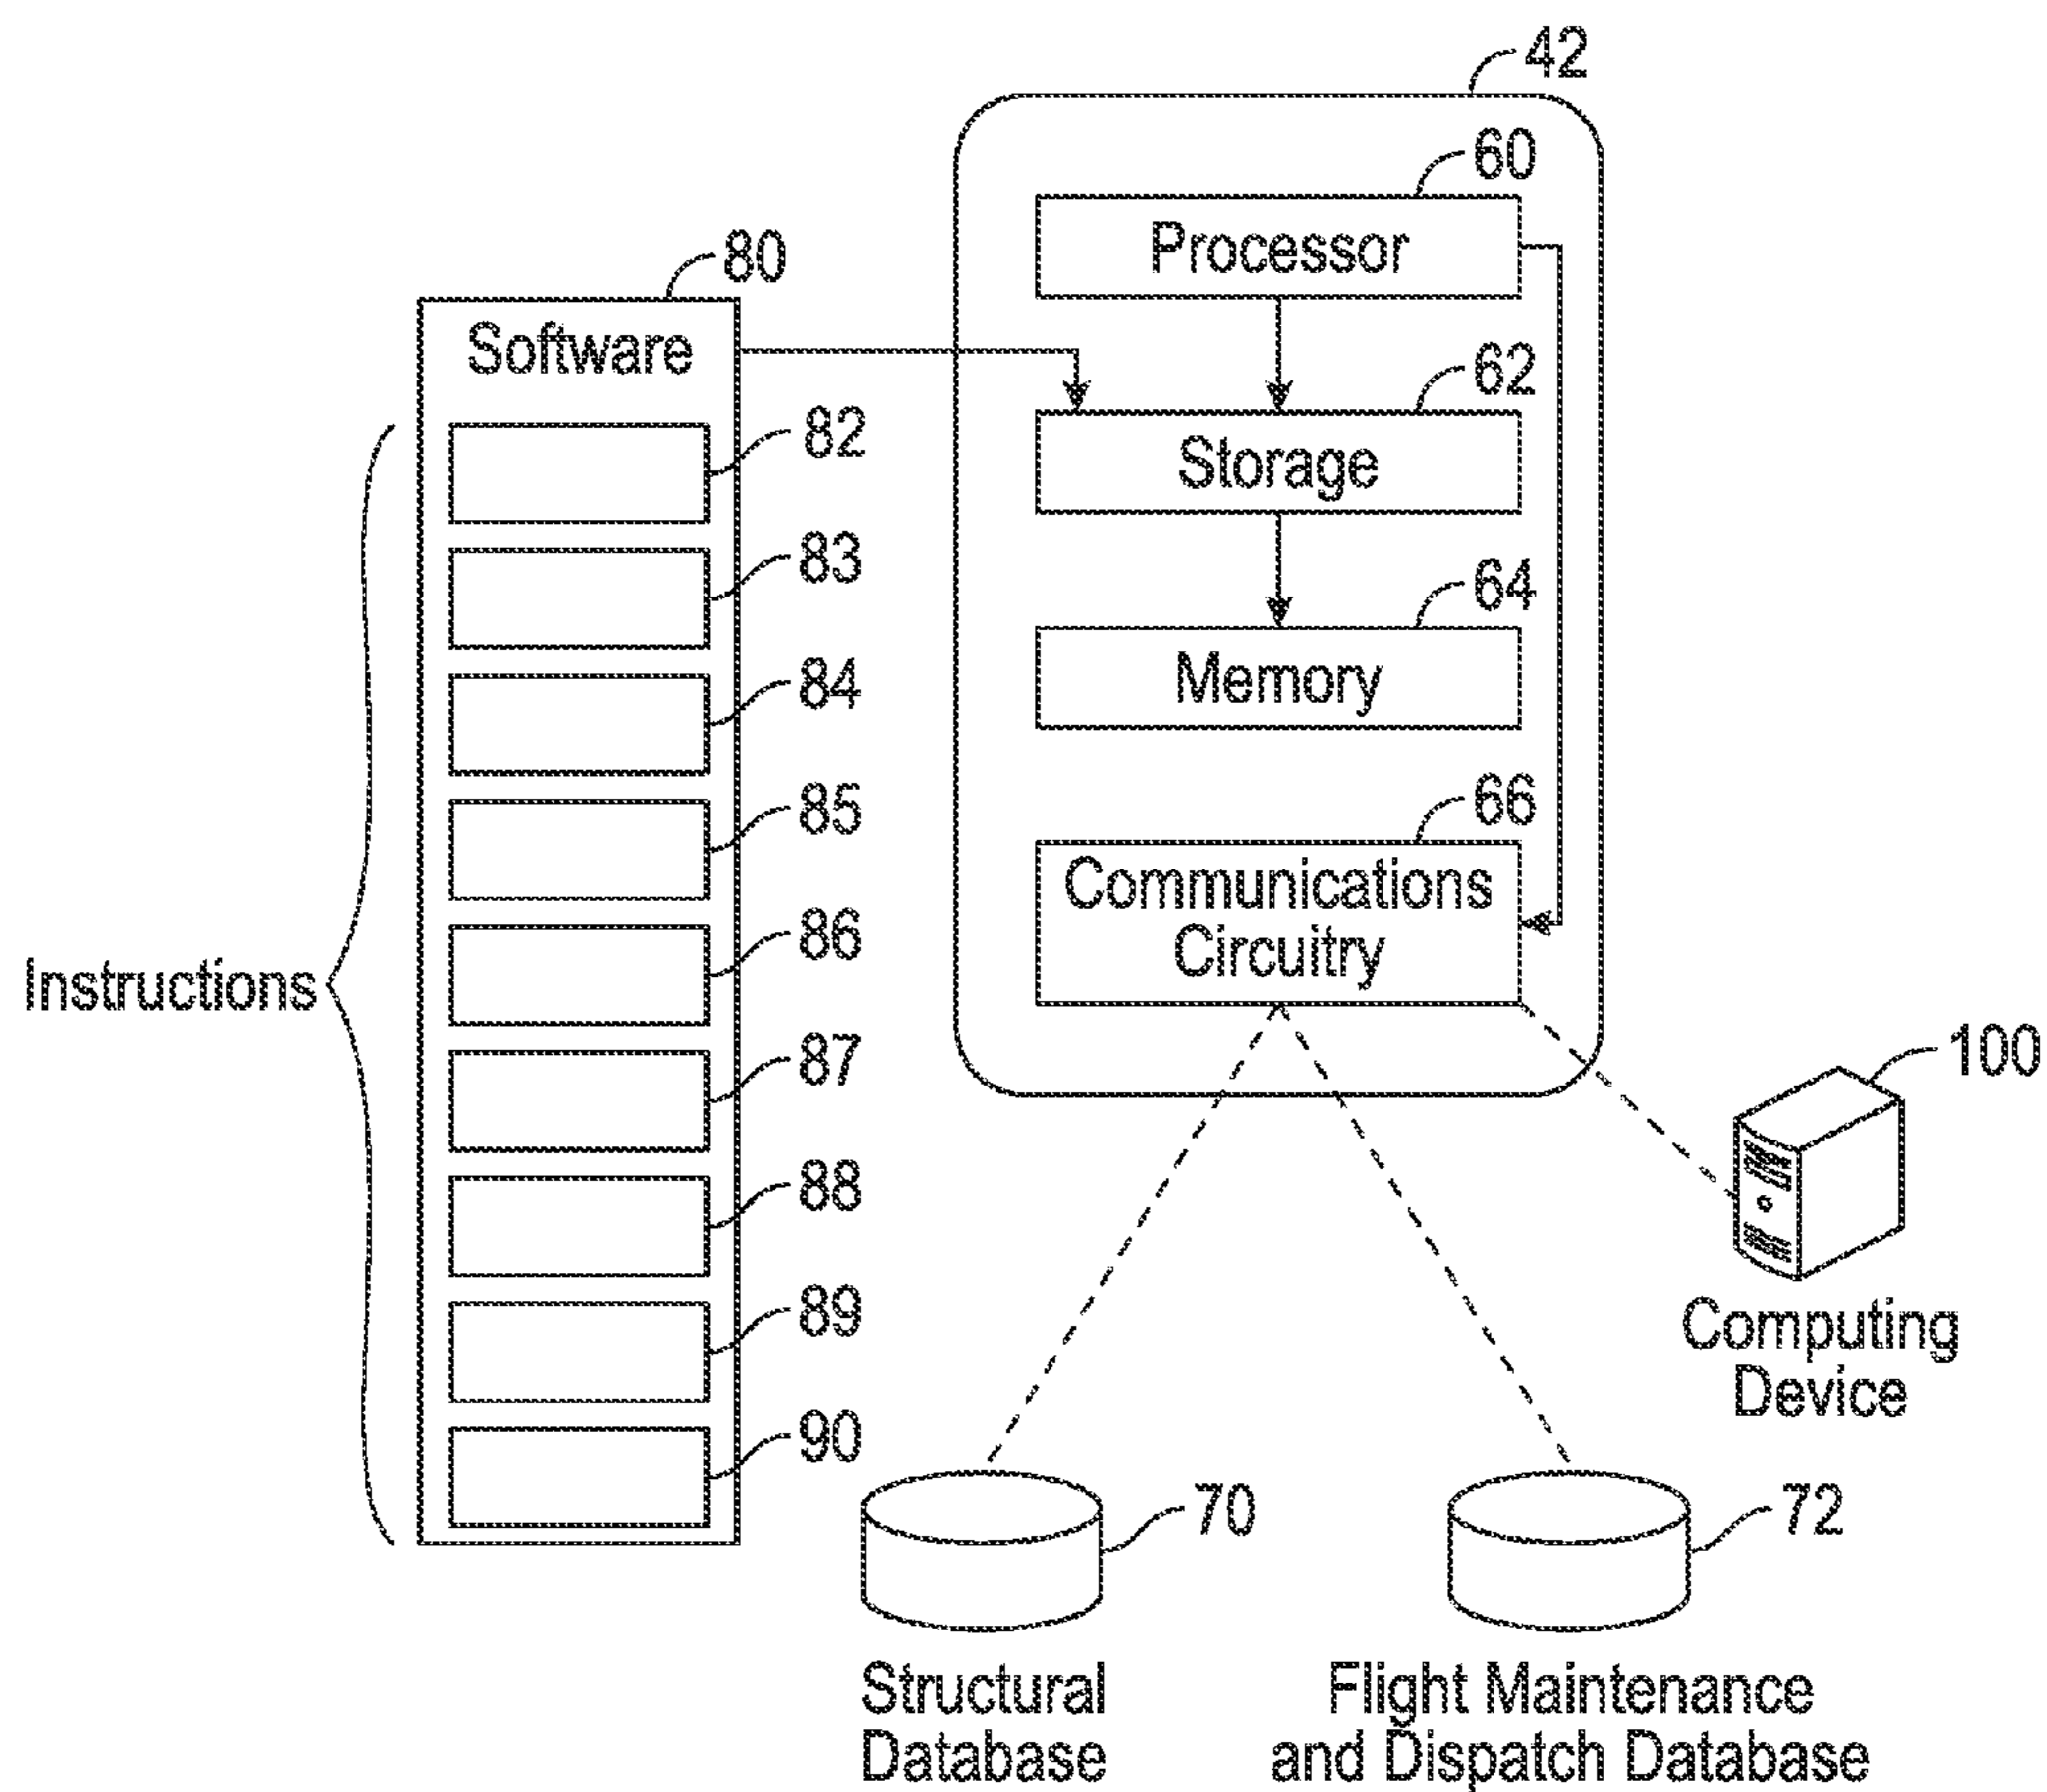 42
60
Processor
80
Software
62
Storage
82
83
64
Memory
84
85
66
Communications
Circuitry
86
Instructions
87
100
88
Computing
Device
89
90
70
72
Structural
Database
Flight Maintenance
and Dispatch Database